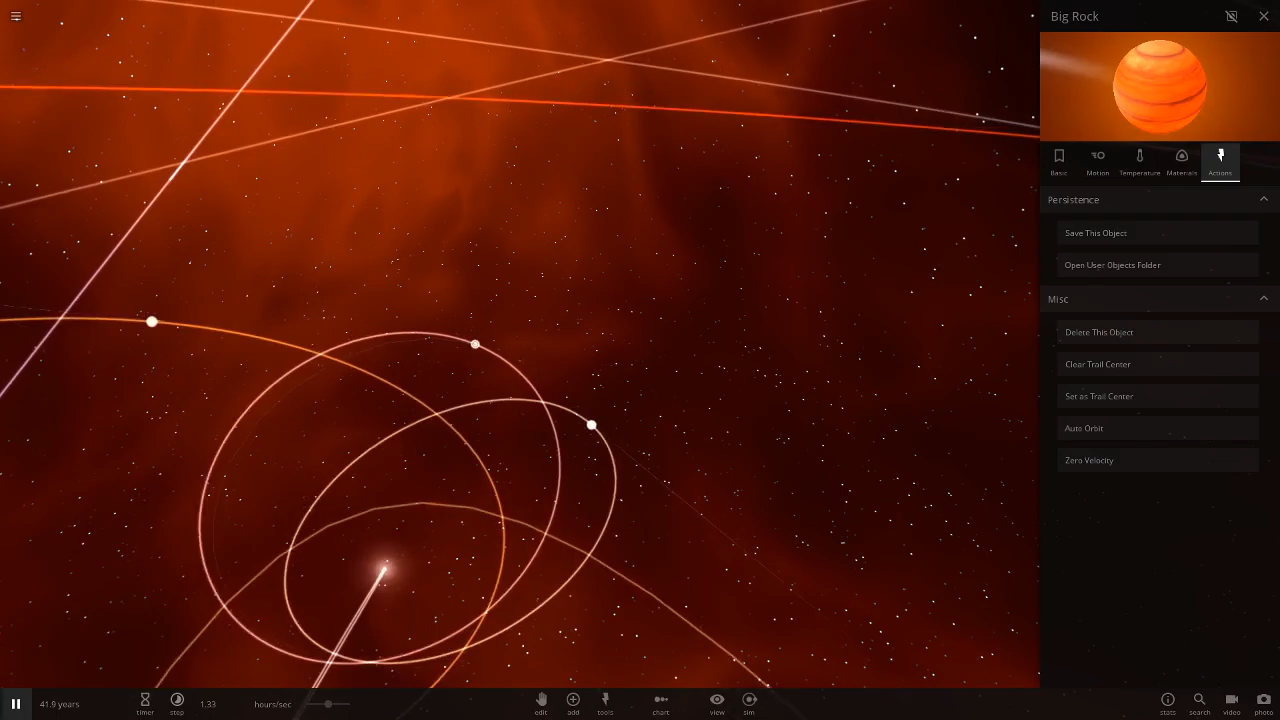 Big Rock
Basic Motion Temperature Materials Actions
Persistence
Save This Object
Open User Objects Folder
Misc
Delete This Object
Clear Trail Center
Set as Trail Center
Auto Orbit
Zero Velocity
41.9 years timer step 1.33 hours/sec edit add tools chart view sim stats search video photo